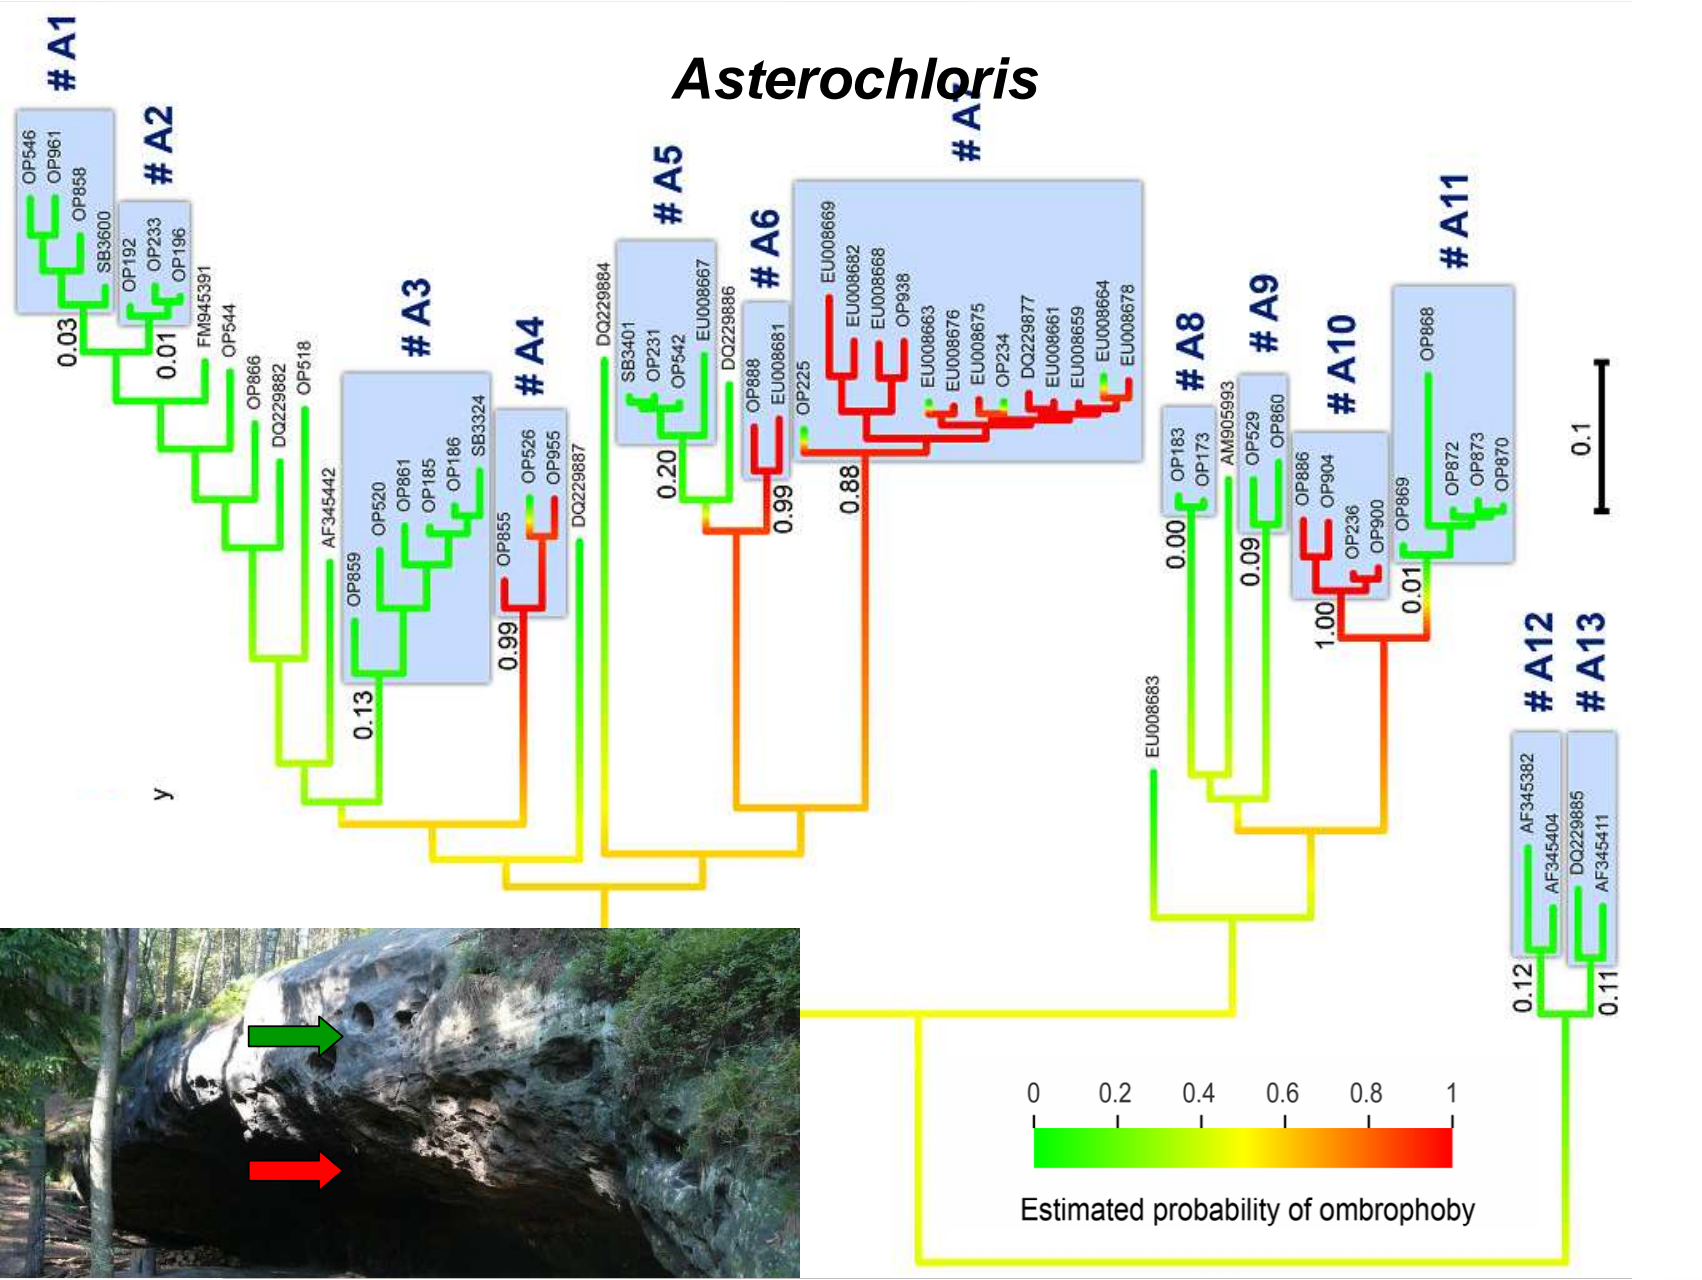 Asterochloris
# A1
OP546
OP961
OP858
SB3600
0.03
# A2
OP192
OP233
OP196
0.01
FM945391
OP544
OP866
DQ229882
OP518
AF345442
# A3
OP859
OP520
OP861
OP185
OP186
SB3324
0.13
# A4
OP855
OP526
OP955
0.99
DQ229887
DQ229884
# A5
SB3401
OP231
OP542
EU008667
0.20
DQ229886
# A6
OP888
EU008681
0.99
# A7
OP225
EU008669
EU008682
EU008668
OP938
EU008663
EU008676
EU008675
OP234
DQ229877
EU008661
EU008659
EU008664
EU008678
0.88
EU008683
# A8
OP183
OP173
0.00
AM905993
# A9
OP529
OP860
0.09
# A10
OP886
OP904
OP236
OP900
1.00
# A11
OP869
OP868
OP872
OP873
OP870
0.01
0.1
# A12
AF345382
AF345404
0.12
# A13
DQ229885
AF345411
0.11
y
0 0.2 0.4 0.6 0.8 1
Estimated probability of ombrophoby